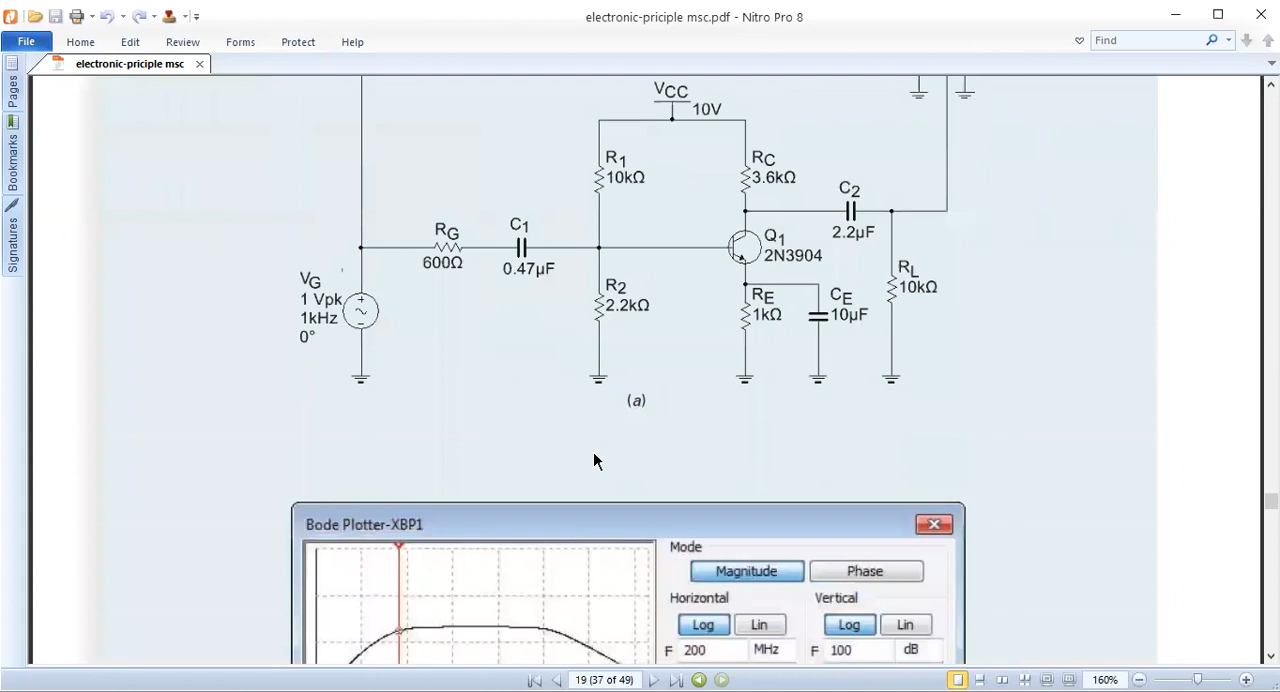 electronic-priciple msc.pdf - Nitro Pro 8
File Home Edit Review Forms Protect Help
Find
electronic-priciple msc
Pages
Bookmarks
Signatures
VCC
10V
R1
10kΩ
RC
3.6kΩ
C2
2.2µF
RG
600Ω
C1
0.47µF
Q1
2N3904
VG
1 Vpk
1kHz
0°
R2
2.2kΩ
RE
1kΩ
CE
10µF
RL
10kΩ
(a)
Bode Plotter-XBP1
Mode
Magnitude Phase
Horizontal Vertical
Log Lin Log Lin
F 200 MHz F 100 dB
19 (37 of 49)
160%